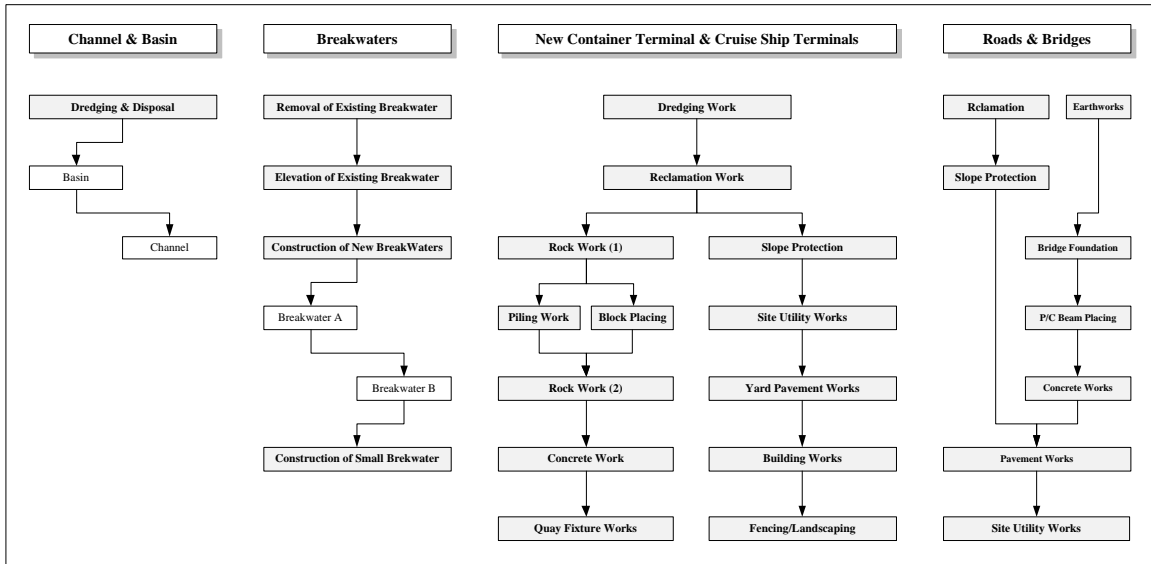 Channel & Basin
Dredging & Disposal
Basin
Channel
Breakwaters
Removal of Existing Breakwater
Elevation of Existing Breakwater
Construction of New BreakWaters
Breakwater A
Breakwater B
Construction of Small Brekwater
New Container Terminal & Cruise Ship Terminals
Dredging Work
Reclamation Work
Rock Work (1)
Piling Work
Block Placing
Rock Work (2)
Concrete Work
Quay Fixture Works
Slope Protection
Site Utility Works
Yard Pavement Works
Building Works
Fencing/Landscaping
Roads & Bridges
Rclamation
Slope Protection
Earthworks
Bridge Foundation
P/C Beam Placing
Concrete Works
Pavement Works
Site Utility Works